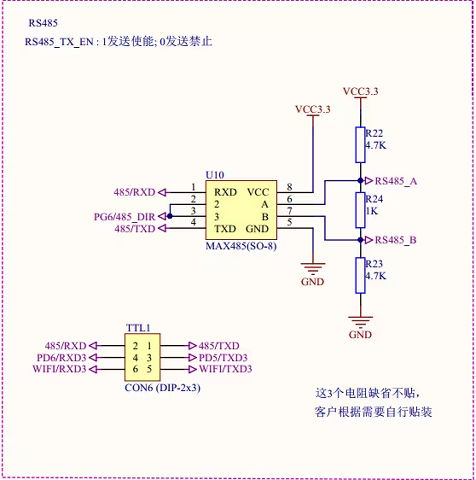 RS485
RS485_TX_EN : 1发送使能; 0发送禁止
VCC3.3
VCC3.3
R22
4.7K
U10
485/RXD 1 RXD VCC 8
RS485_A
2 2 A 6
R24
1K
PG6/485_DIR 3 3 B 7
485/TXD 4 TXD GND 5
RS485_B
MAX485(SO-8)
R23
4.7K
GND
GND
TTL1
485/RXD 2 1 485/TXD
PD6/RXD3 4 3 PD5/TXD3
WIFI/RXD3 6 5 WIFI/TXD3
CON6 (DIP-2x3)
这3个电阻缺省不贴,
客户根据需要自行贴装